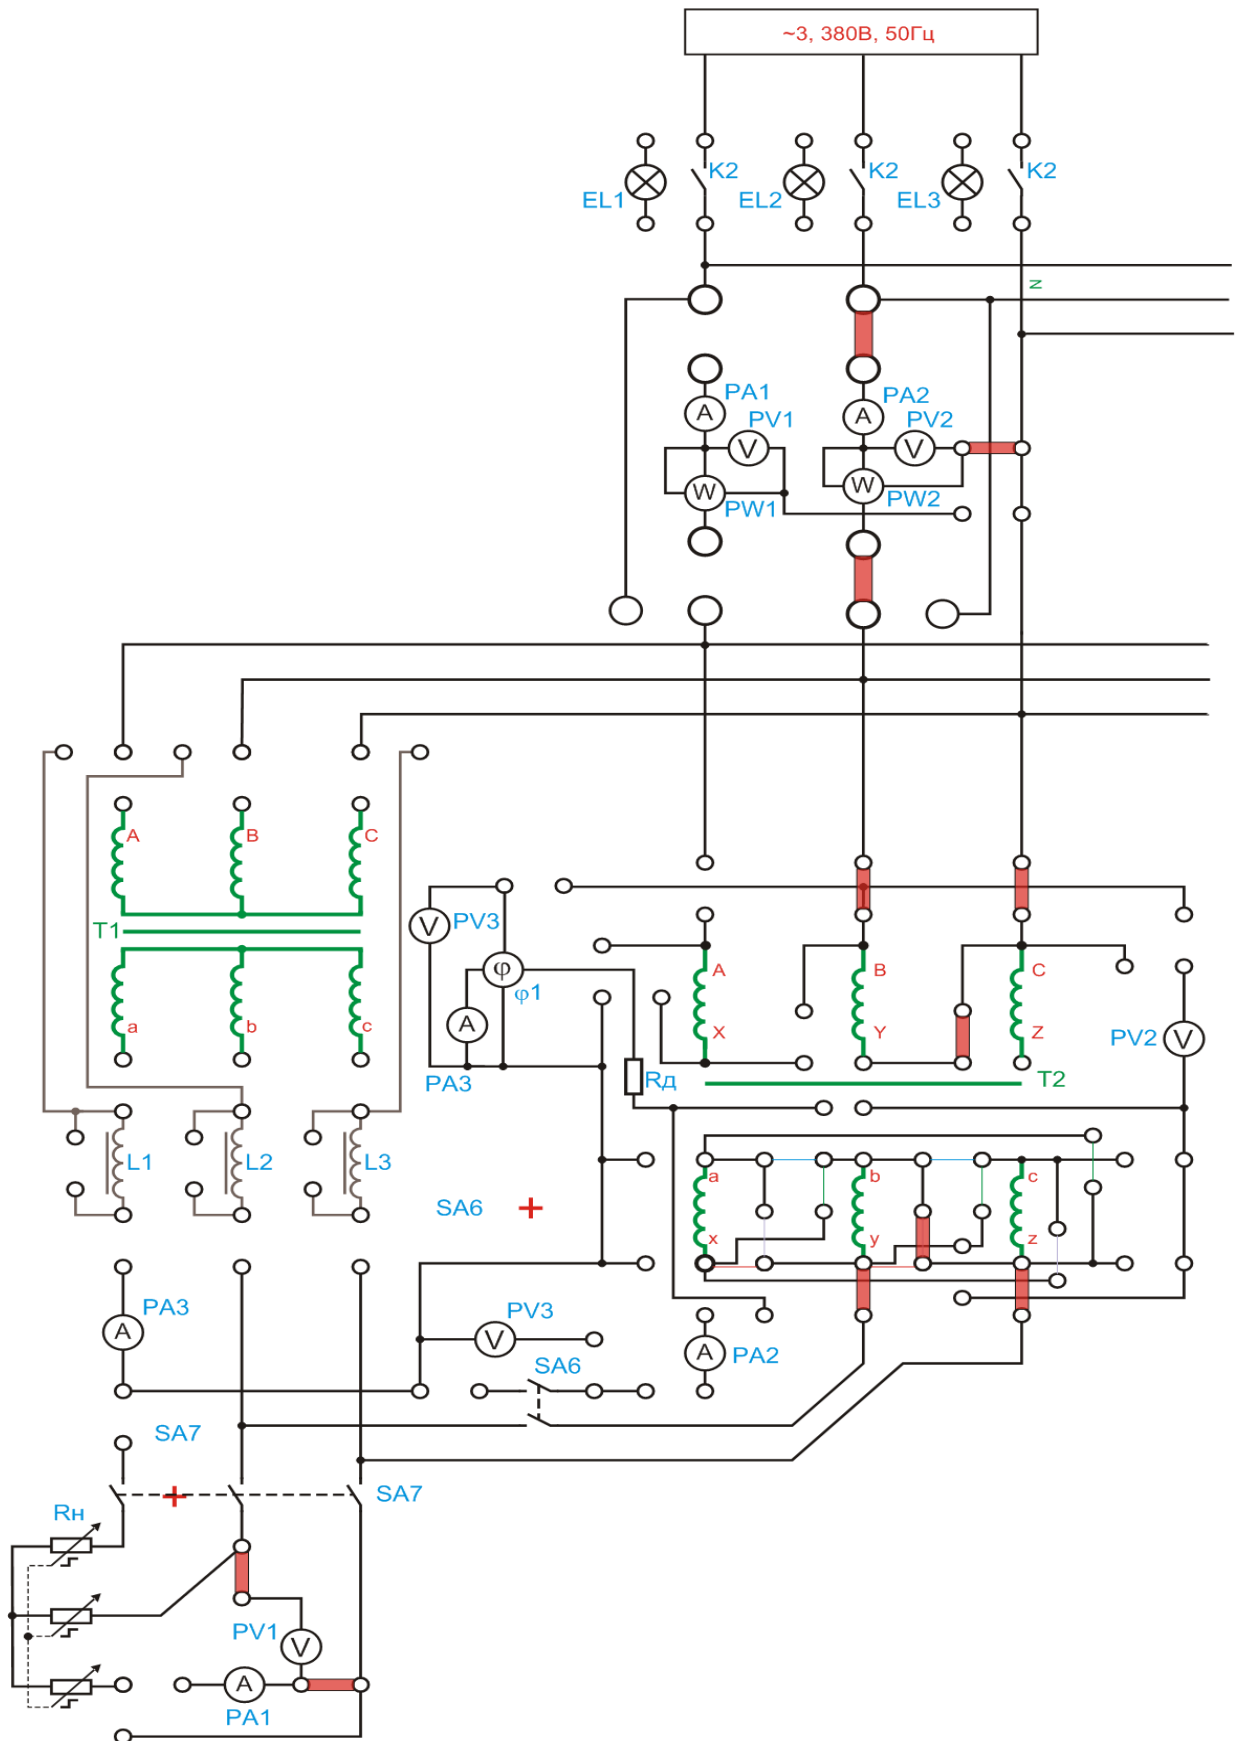 ~3, 380В, 50Гц
EL1
K2
EL2
K2
EL3
K2
N
PA1
PA2
A
A
PV1
PV2
V
V
W
W
PW1
PW2
A
B
C
T1
a
b
c
PV3
V
φ
φ1
A
PA3
Rд
A
B
C
X
Y
Z
PV2
V
T2
L1
L2
L3
SA6
a
b
c
x
y
z
PA3
A
PV3
V
SA6
A
PA2
SA7
SA7
Rн
PV1
V
A
PA1